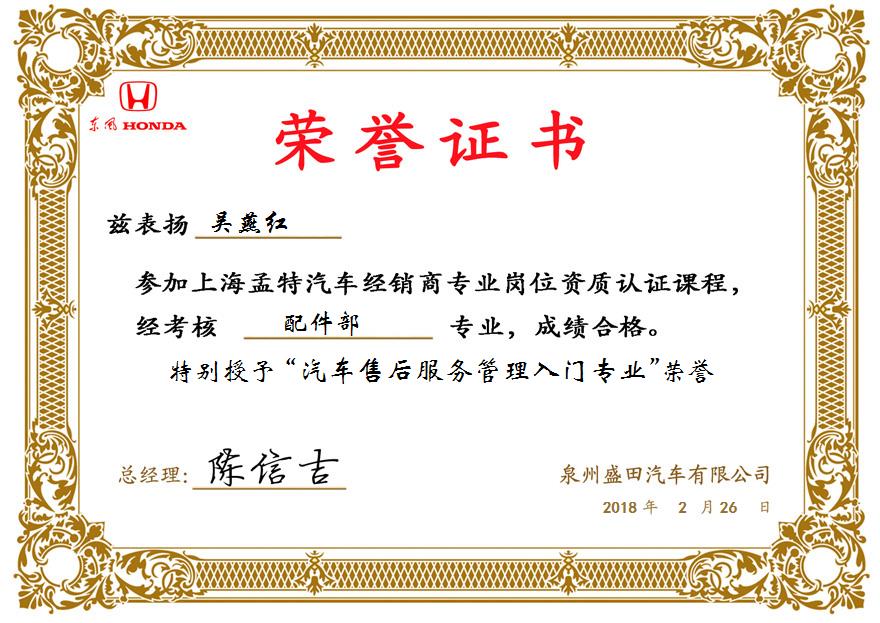 东风 HONDA
荣誉证书
兹表扬 吴燕红
参加上海孟特汽车经销商专业岗位资质认证课程，
经考核 配件部 专业，成绩合格。
特别授予“汽车售后服务管理入门专业”荣誉
总经理: 陈信吉
泉州盛田汽车有限公司
2018 年 2 月 26 日